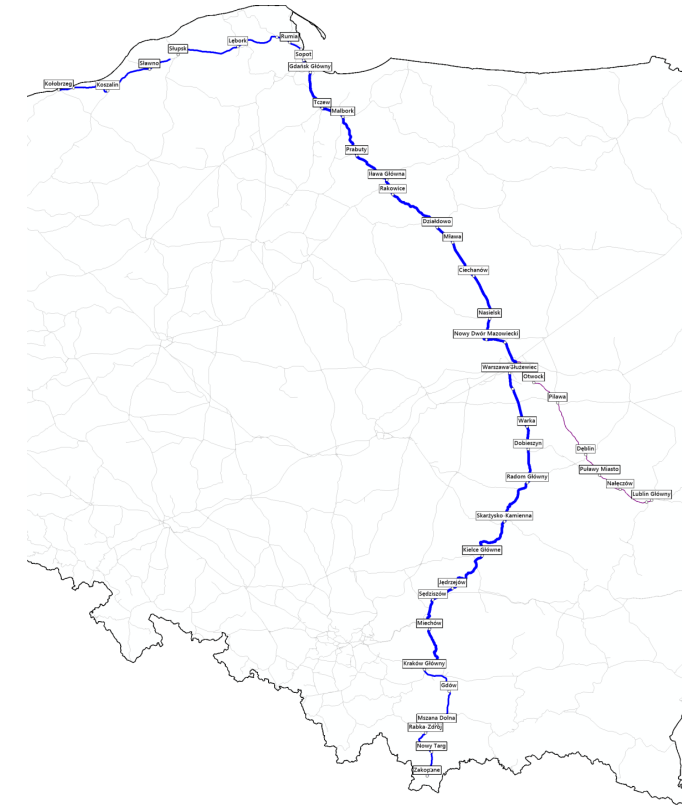 Rumia
Lębork
Słupsk
Sopot
Sławno
Gdańsk Główny
Kołobrzeg
Koszalin
Tczew
Malbork
Prabuty
Iława Główna
Rakowice
Działdowo
Mława
Ciechanów
Nasielsk
Nowy Dwór Mazowiecki
Warszawa Służewiec
Otwock
Pilawa
Warka
Dobieszyn
Dęblin
Puławy Miasto
Radom Główny
Nałęczów
Lublin Główny
Skarżysko-Kamienna
Kielce Główne
Jędrzejów
Sędziszów
Miechów
Kraków Główny
Gdów
Mszana Dolna
Rabka-Zdrój
Nowy Targ
Zakopane